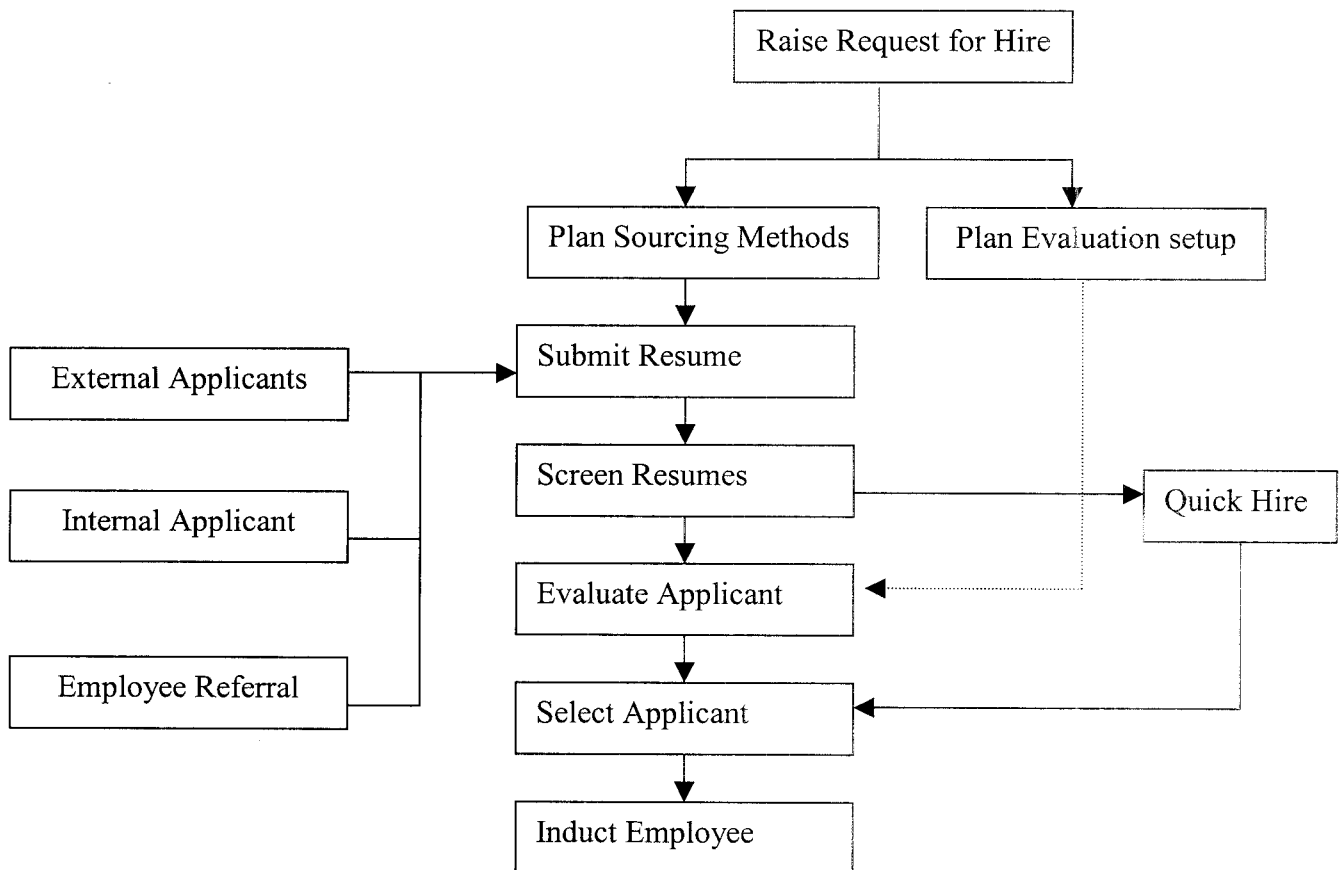 Raise Request for Hire
Plan Sourcing Methods
Plan Evaluation setup
Submit Resume
External Applicants
Screen Resumes
Quick Hire
Internal Applicant
Evaluate Applicant
Employee Referral
Select Applicant
Induct Employee